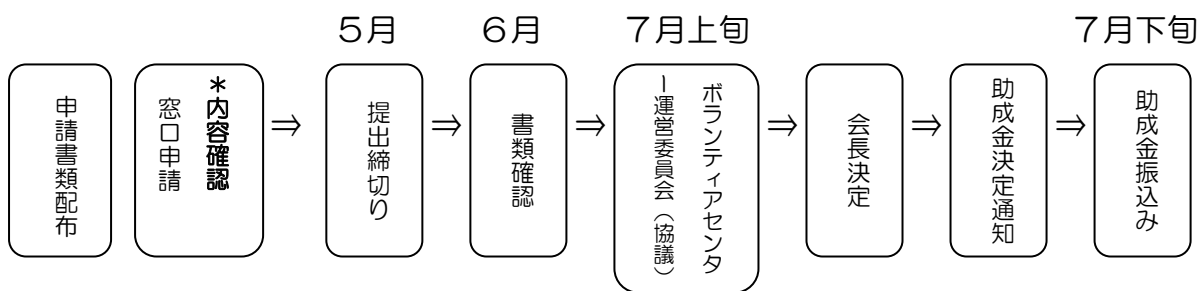 5月 6月 7月上旬 7月下旬
申請書類配布
*内容確認
窓口申請
⇒
提出締切り
⇒
書類確認
⇒
ボランティアセンタ
ー運営委員会(協議)
⇒
会長決定
⇒
助成金決定通知
⇒
助成金振込み